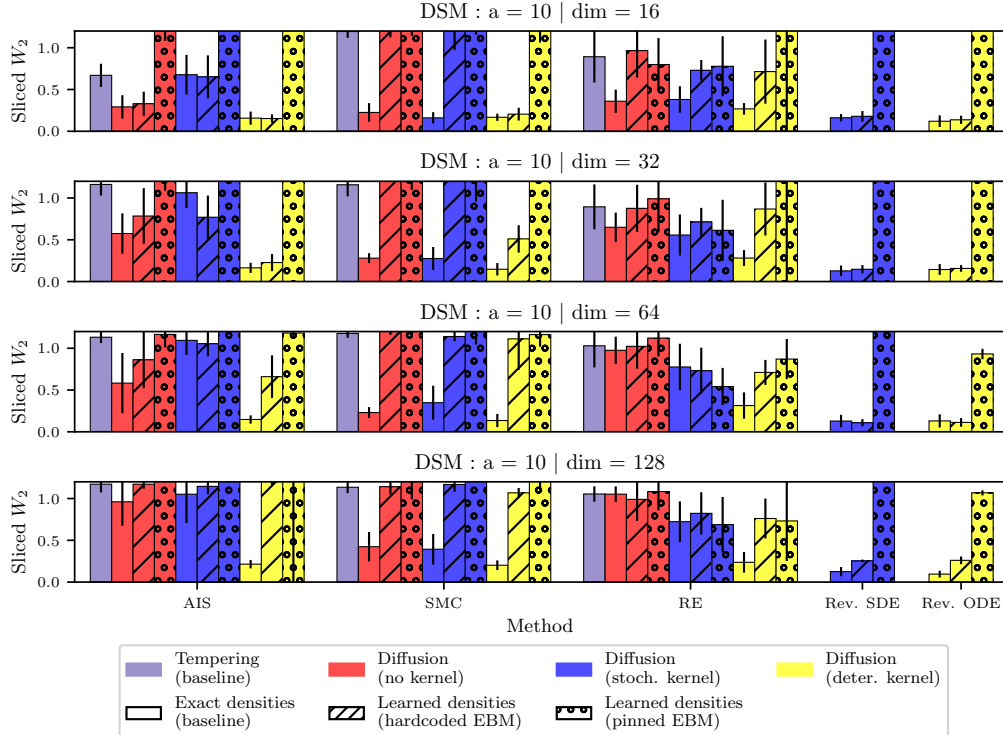 DSM : a = 10 | dim = 16
Sliced W2
1.0
0.5
0.0
DSM : a = 10 | dim = 32
Sliced W2
1.0
0.5
0.0
DSM : a = 10 | dim = 64
Sliced W2
1.0
0.5
0.0
DSM : a = 10 | dim = 128
Sliced W2
1.0
0.5
0.0
AIS SMC RE Rev. SDE Rev. ODE
Method
Tempering (baseline)
Diffusion (no kernel)
Diffusion (stoch. kernel)
Diffusion (deter. kernel)
Exact densities (baseline)
Learned densities (hardcoded EBM)
Learned densities (pinned EBM)